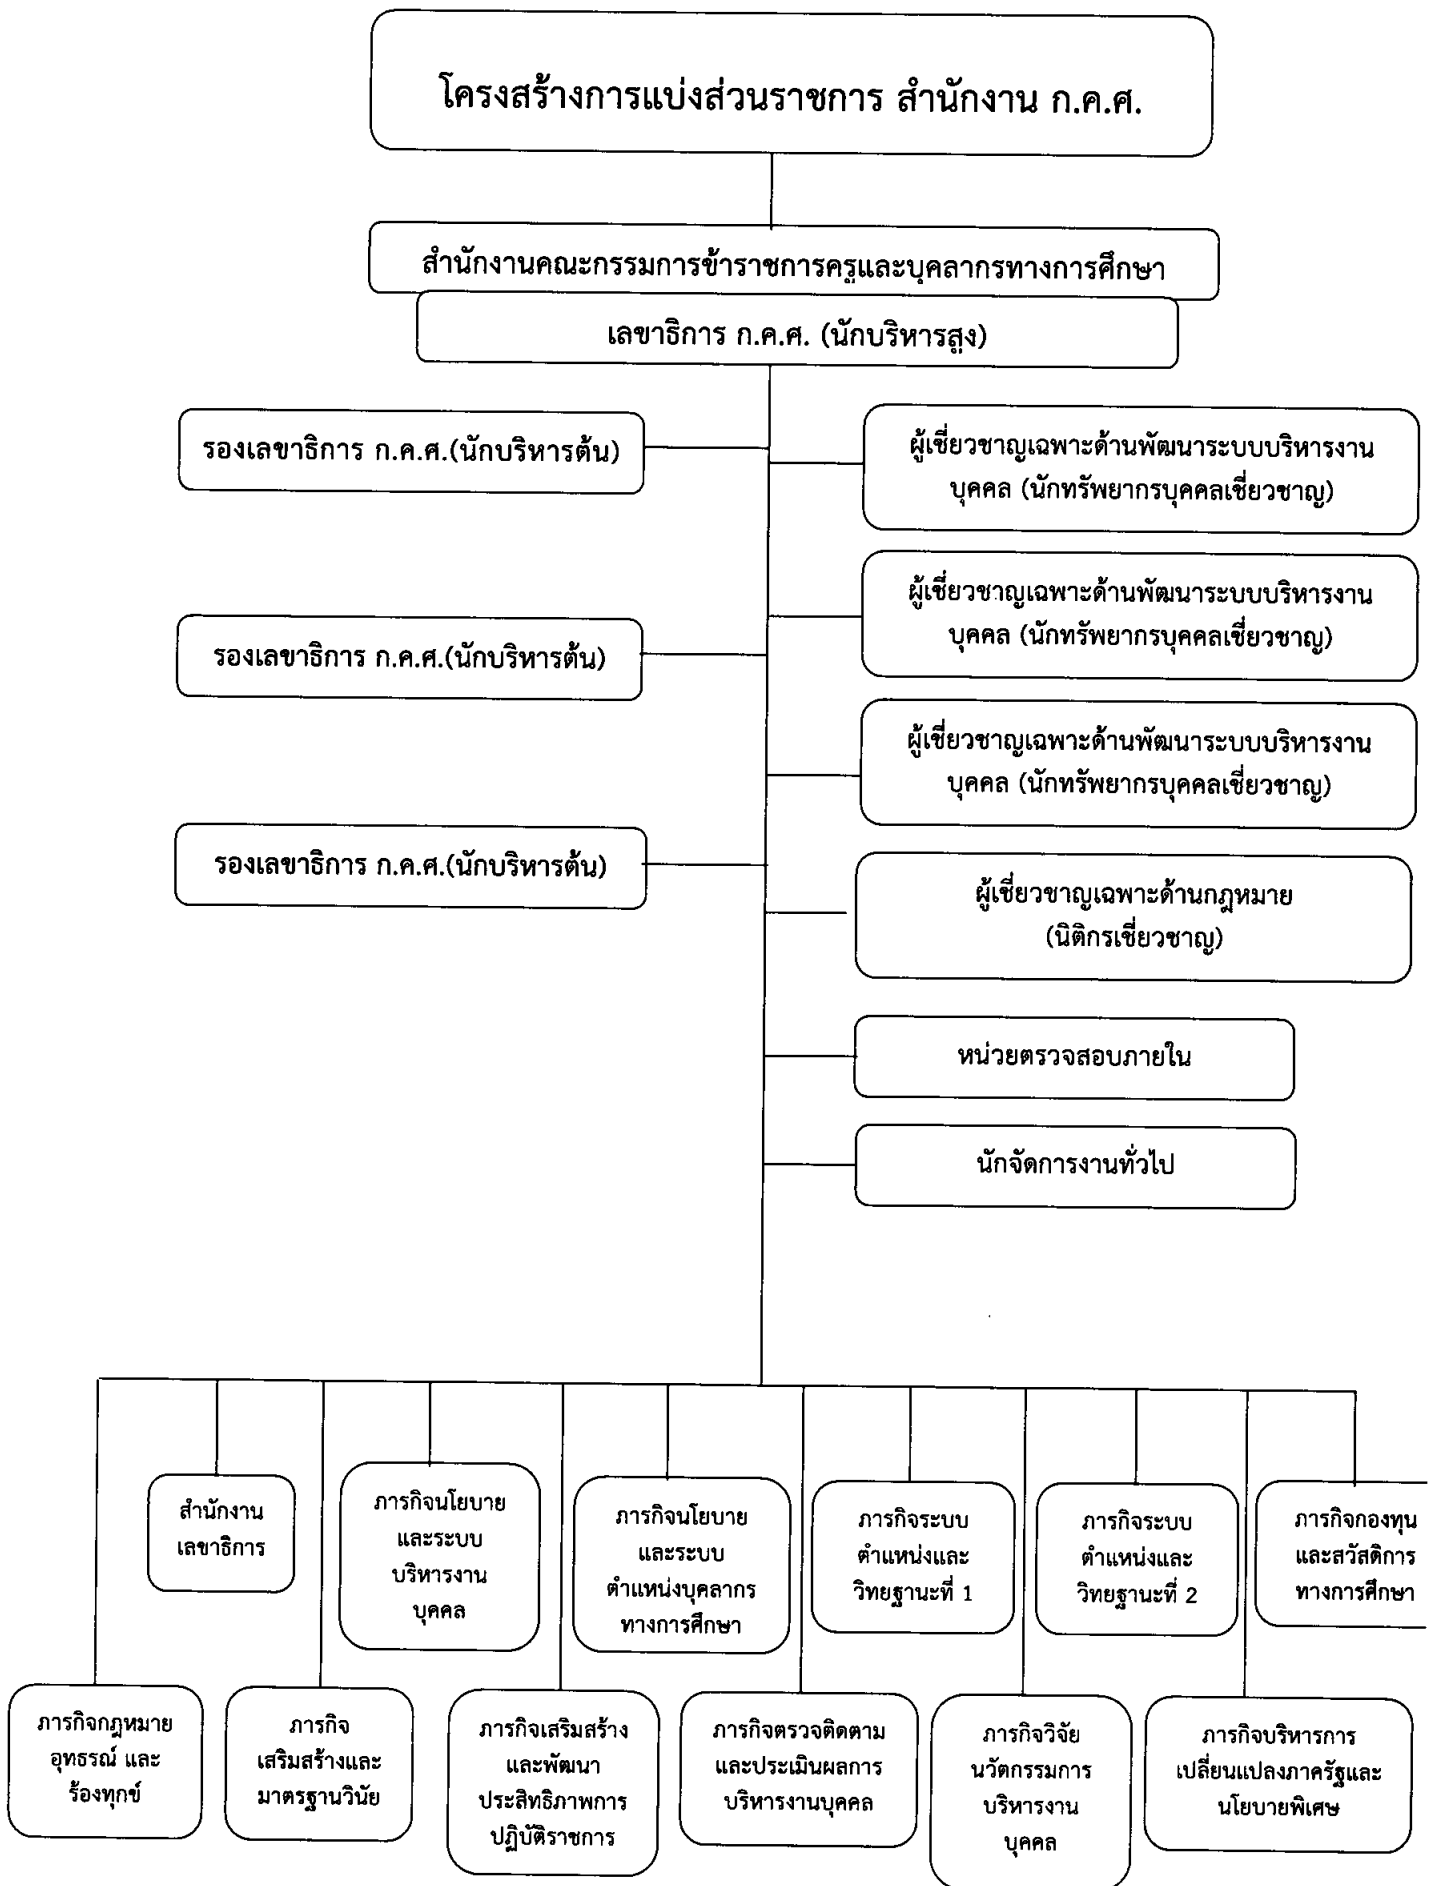 โครงสร้างการแบ่งส่วนราชการ สำนักงาน ก.ค.ศ.
สำนักงานคณะกรรมการข้าราชการครูและบุคลากรทางการศึกษา
เลขาธิการ ก.ค.ศ. (นักบริหารสูง)
รองเลขาธิการ ก.ค.ศ.(นักบริหารต้น)
ผู้เชี่ยวชาญเฉพาะด้านพัฒนาระบบบริหารงาน
บุคคล (นักทรัพยากรบุคคลเชี่ยวชาญ)
ผู้เชี่ยวชาญเฉพาะด้านพัฒนาระบบบริหารงาน
บุคคล (นักทรัพยากรบุคคลเชี่ยวชาญ)
รองเลขาธิการ ก.ค.ศ.(นักบริหารต้น)
ผู้เชี่ยวชาญเฉพาะด้านพัฒนาระบบบริหารงาน
บุคคล (นักทรัพยากรบุคคลเชี่ยวชาญ)
รองเลขาธิการ ก.ค.ศ.(นักบริหารต้น)
ผู้เชี่ยวชาญเฉพาะด้านกฎหมาย
(นิติกรเชี่ยวชาญ)
หน่วยตรวจสอบภายใน
นักจัดการงานทั่วไป
สำนักงาน
เลขาธิการ
ภารกิจนโยบาย
และระบบ
บริหารงาน
บุคคล
ภารกิจนโยบาย
และระบบ
ตำแหน่งบุคลากร
ทางการศึกษา
ภารกิจระบบ
ตำแหน่งและ
วิทยฐานะที่ 1
ภารกิจระบบ
ตำแหน่งและ
วิทยฐานะที่ 2
ภารกิจกองทุน
และสวัสดิการ
ทางการศึกษา
ภารกิจกฎหมาย
อุทธรณ์ และ
ร้องทุกข์
ภารกิจ
เสริมสร้างและ
มาตรฐานวินัย
ภารกิจเสริมสร้าง
และพัฒนา
ประสิทธิภาพการ
ปฏิบัติราชการ
ภารกิจตรวจติดตาม
และประเมินผลการ
บริหารงานบุคคล
ภารกิจวิจัย
นวัตกรรมการ
บริหารงาน
บุคคล
ภารกิจบริหารการ
เปลี่ยนแปลงภาครัฐและ
นโยบายพิเศษ